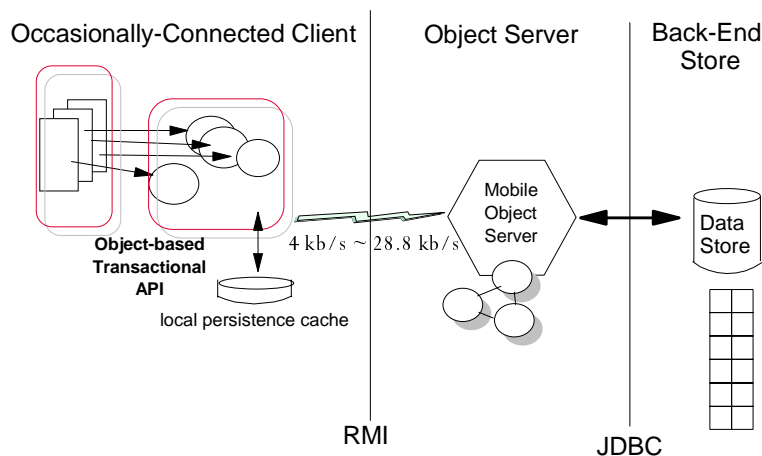 Occasionally-Connected Client
Object Server
Back-End
Store
Object-based
Transactional
API
4 kb/s ~ 28.8 kb/s
local persistence cache
Mobile
Object
Server
Data
Store
RMI
JDBC